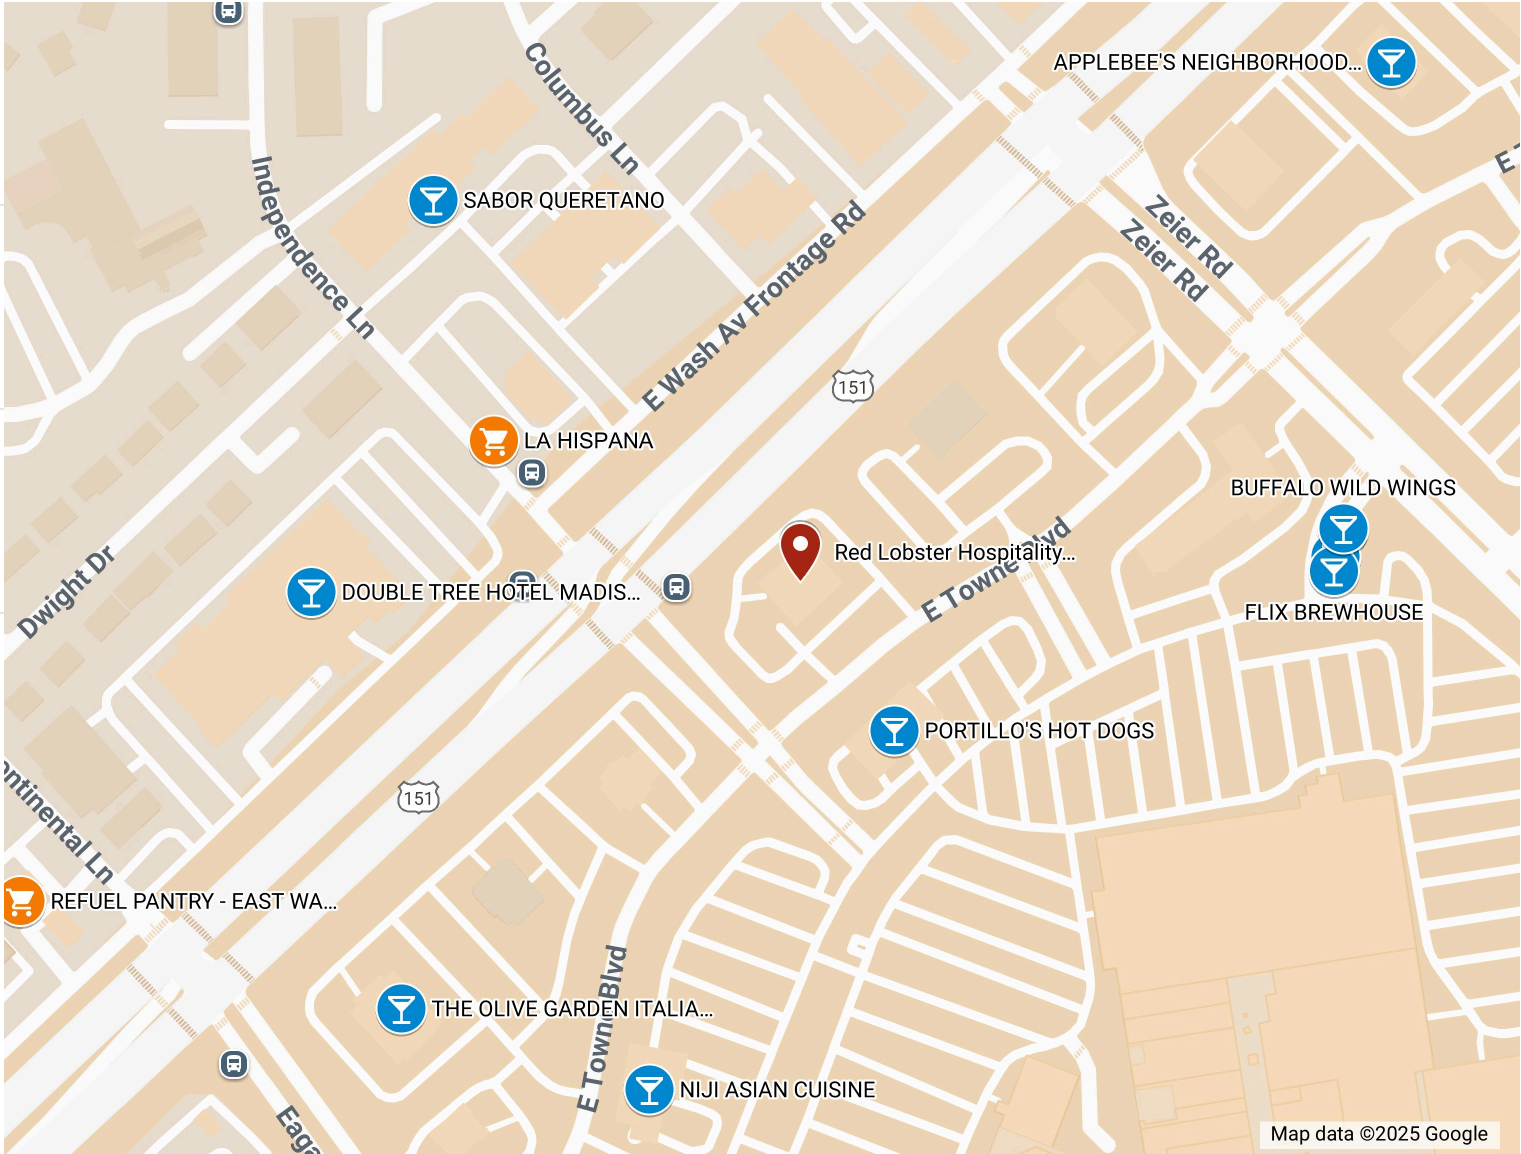 APPLEBEE'S NEIGHBORHOOD...
Columbus Ln
Independence Ln
SABOR QUERETANO
E Wash Av Frontage Rd
Zeier Rd
Zeier Rd
151
LA HISPANA
BUFFALO WILD WINGS
Red Lobster Hospitality...
E Towne Blvd
Dwight Dr
DOUBLE TREE HOTEL MADIS...
FLIX BREWHOUSE
PORTILLO'S HOT DOGS
151
ontinental Ln
REFUEL PANTRY - EAST WA...
THE OLIVE GARDEN ITALIA...
E Towne Blvd
NIJI ASIAN CUISINE
Eaga
Map data ©2025 Google